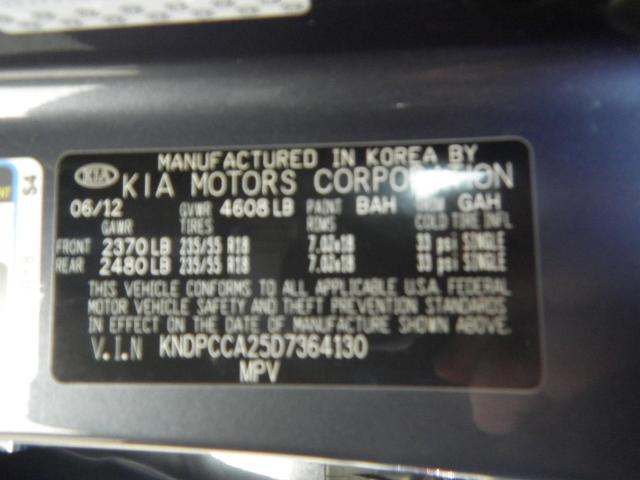 MANUFACTURED IN KOREA BY
KIA KIA MOTORS CORPORATION
06/12 GVWR 4608 LB PAINT BAH GAH
GAWR TIRES RIMS COLD TIRE INFL
FRONT 2370 LB 235/55 R18 7.0JX18 33 psi SINGLE
REAR 2480 LB 235/55 R18 7.0JX18 33 psi SINGLE
THIS VEHICLE CONFORMS TO ALL APPLICABLE U.S.A. FEDERAL
MOTOR VEHICLE SAFETY AND THEFT PREVENTION STANDARDS
IN EFFECT ON THE DATE OF MANUFACTURE SHOWN ABOVE.
V.I.N KNDPCCA25D7364130
MPV